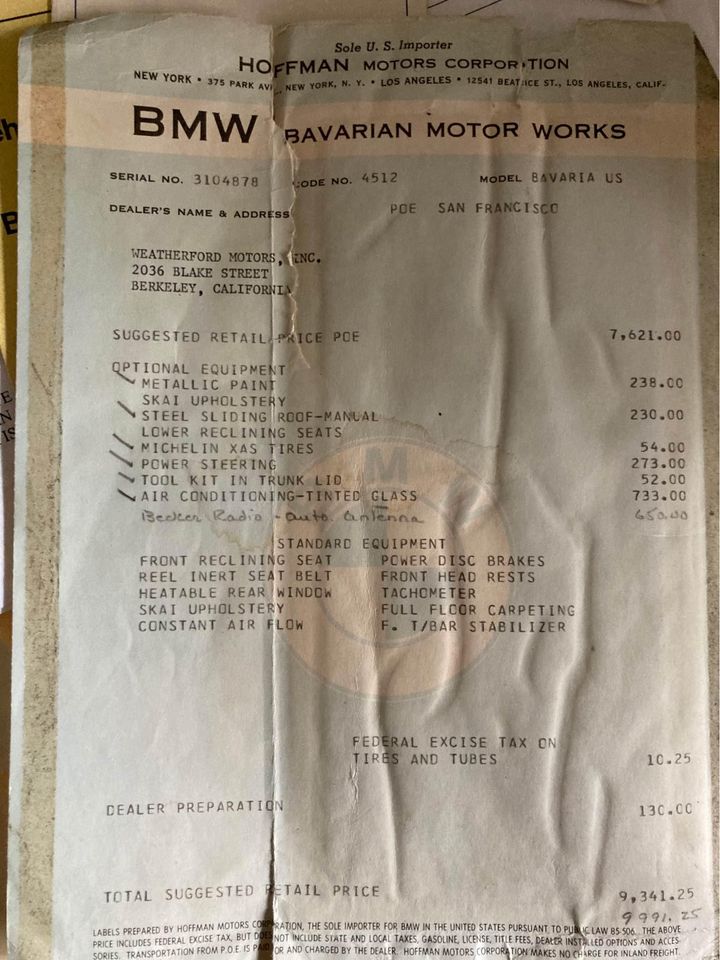 Sole U. S. Importer
HOFFMAN MOTORS CORPORTION
NEW YORK • 375 PARK AVE., NEW YORK, N. Y. • LOS ANGELES • 12541 BEATRICE ST., LOS ANGELES, CALIF.
BMW BAVARIAN MOTOR WORKS
SERIAL NO. 3104878 CODE NO. 4512 MODEL BAVARIA US
DEALER'S NAME & ADDRESS POE SAN FRANCISCO
WEATHERFORD MOTORS, INC.
2036 BLAKE STREET
BERKELEY, CALIFORNIA
SUGGESTED RETAIL PRICE POE 7,621.00
OPTIONAL EQUIPMENT
METALLIC PAINT 238.00
SKAI UPHOLSTERY
STEEL SLIDING ROOF-MANUAL 230.00
LOWER RECLINING SEATS
MICHELIN XAS TIRES 54.00
POWER STEERING 273.00
TOOL KIT IN TRUNK LID 52.00
AIR CONDITIONING-TINTED GLASS 733.00
Becker Radio - auto. antenna 650.00
M
STANDARD EQUIPMENT
FRONT RECLINING SEAT POWER DISC BRAKES
REEL INERT SEAT BELT FRONT HEAD RESTS
HEATABLE REAR WINDOW TACHOMETER
SKAI UPHOLSTERY FULL FLOOR CARPETING
CONSTANT AIR FLOW F. T/BAR STABILIZER
FEDERAL EXCISE TAX ON
TIRES AND TUBES 10.25
DEALER PREPARATION 130.00
TOTAL SUGGESTED RETAIL PRICE 9,341.25
9991.25
LABELS PREPARED BY HOFFMAN MOTORS CORPORATION, THE SOLE IMPORTER FOR BMW IN THE UNITED STATES PURSUANT TO PUBLIC LAW 85-506. THE ABOVE
PRICE INCLUDES FEDERAL EXCISE TAX, BUT DOES NOT INCLUDE STATE AND LOCAL TAXES, GASOLINE, LICENSE, TITLE FEES, DEALER INSTALLED OPTIONS AND ACCES-
SORIES. TRANSPORTATION FROM P.O.E. IS PAID FOR AND CHARGED BY THE DEALER. HOFFMAN MOTORS CORPORATION MAKES NO CHARGE FOR INLAND FREIGHT.